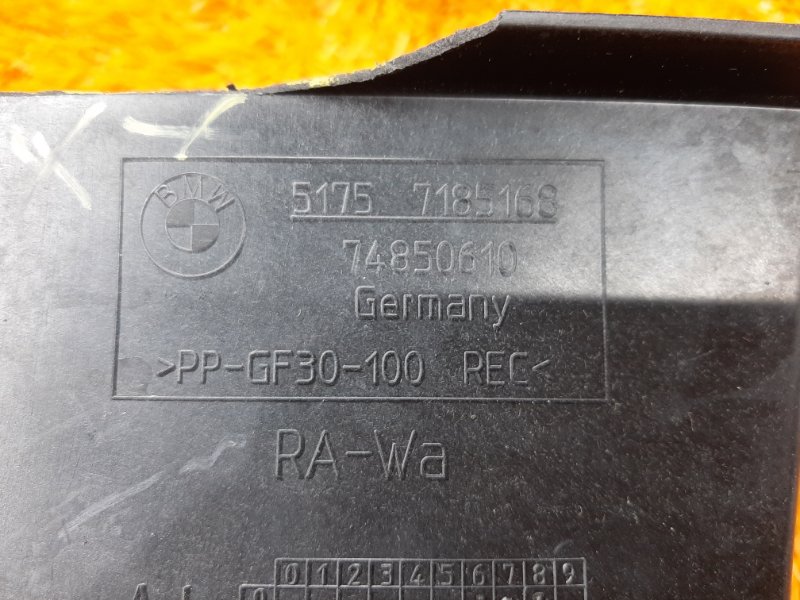 X-7
BMW
5175 7185168
74850610
Germany
>PP-GF30-100 REC<
RA-Wa
0 1 2 3 4 5 6 7 8 9